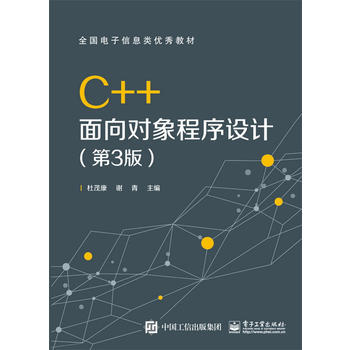 全国电子信息类优秀教材
C++
面向对象程序设计
（第3版）
杜茂康 谢 青 主编
中国工信出版集团
电子工业出版社